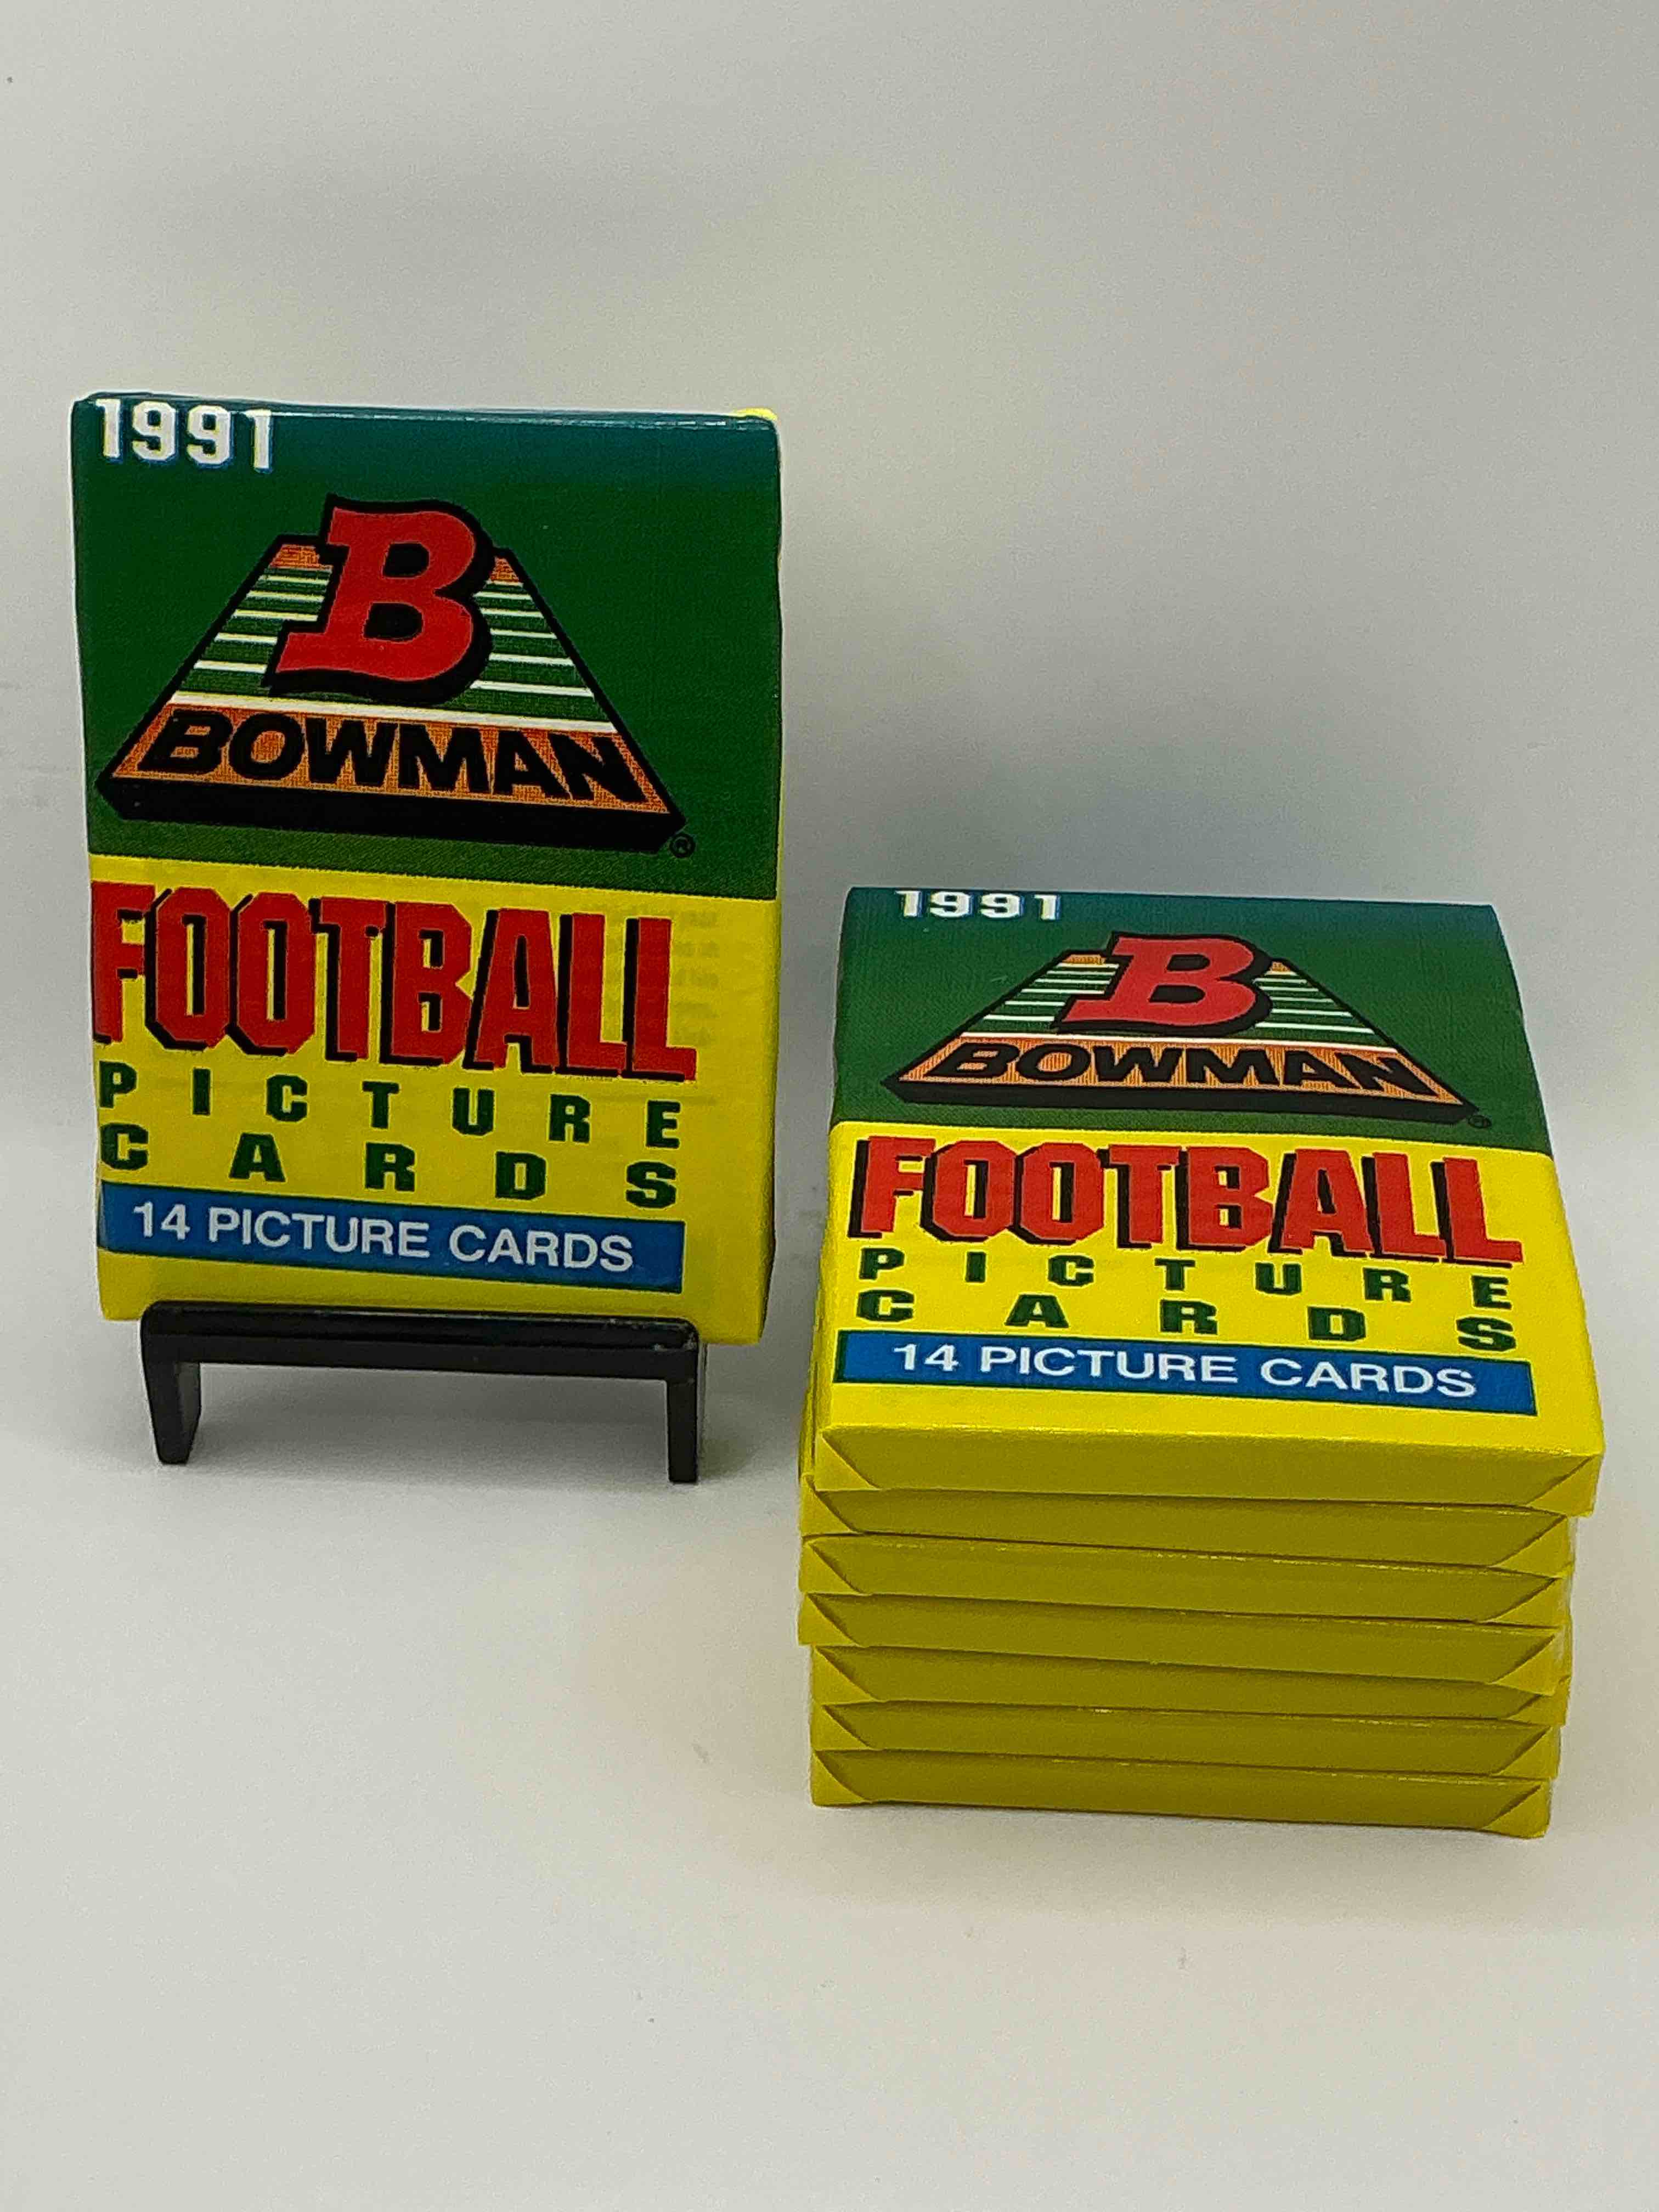 1991
B
BOWMAN®
FOOTBALL
PICTURE
CARDS
14 PICTURE CARDS
1991
B
BOWMAN®
FOOTBALL
PICTURE
CARDS
14 PICTURE CARDS